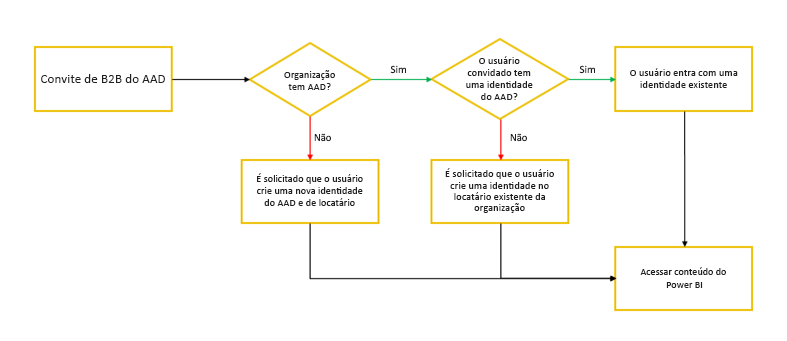 Convite de B2B do AAD
Organização
tem AAD?
Sim
O usuário
convidado tem
uma identidade
do AAD?
Sim
O usuário entra com uma
identidade existente
Não
Não
É solicitado que o usuário
crie uma nova identidade
do AAD e de locatário
É solicitado que o usuário
crie uma identidade no
locatário existente da
organização
Acessar conteúdo do
Power BI